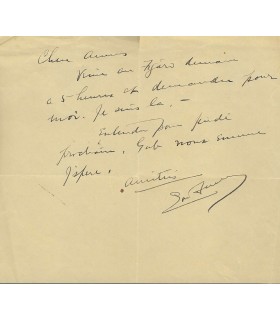 Cher Amis
Venez au Figaro demain
à 5 heures et demandez pour
moi. Je suis là. —
Entendu pour jeudi
prochain, Gab nous
j'espère.
Amitiés